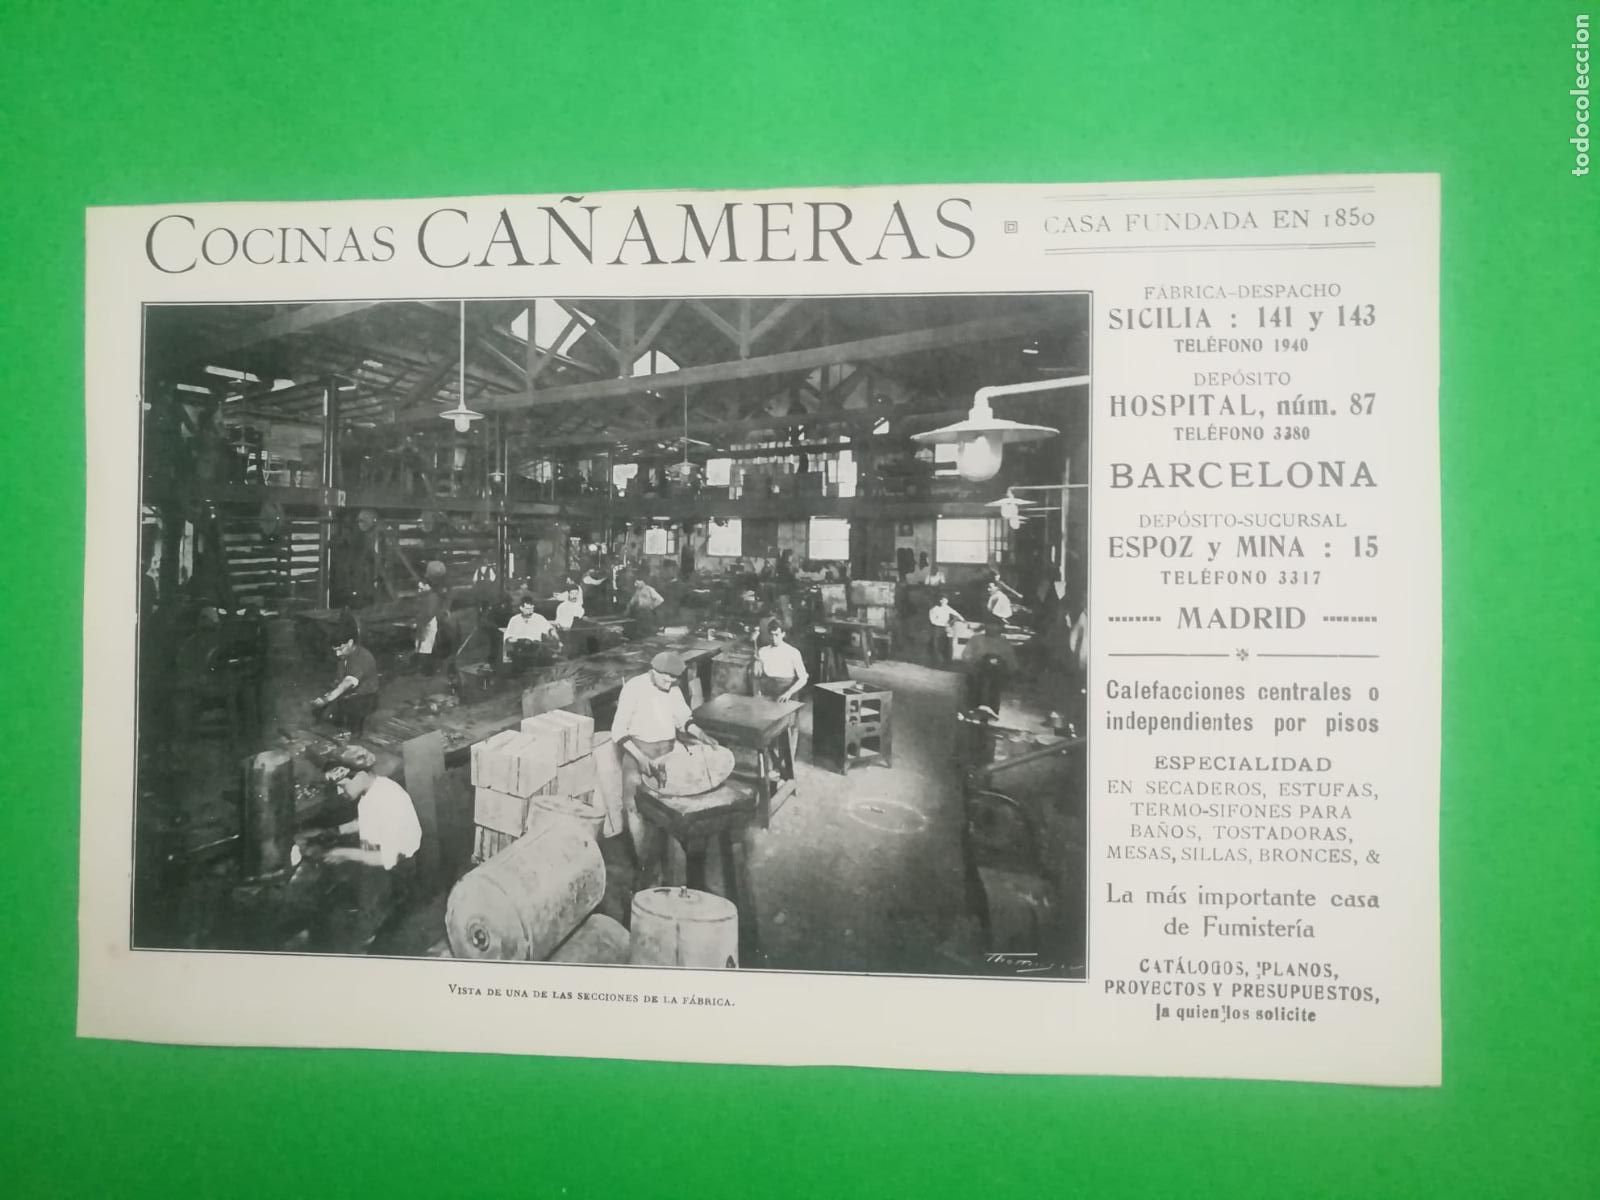 COCINAS CAÑAMERAS
CASA FUNDADA EN 1850
FÁBRICA-DESPACHO
SICILIA : 141 y 143
TELÉFONO 1940
DEPÓSITO
HOSPITAL, núm. 87
TELÉFONO 3380
BARCELONA
DEPÓSITO-SUCURSAL
ESPOZ y MINA : 15
TELÉFONO 3317
MADRID
Calefacciones centrales o
independientes por pisos
ESPECIALIDAD
EN SECADEROS, ESTUFAS,
TERMO-SIFONES PARA
BAÑOS, TOSTADORAS,
MESAS, SILLAS, BRONCES, &
La más importante casa
de Fumistería
CATÁLOGOS, PLANOS,
PROYECTOS Y PRESUPUESTOS,
a quien los solicite
VISTA DE UNA DE LAS SECCIONES DE LA FÁBRICA.
todocoleccion